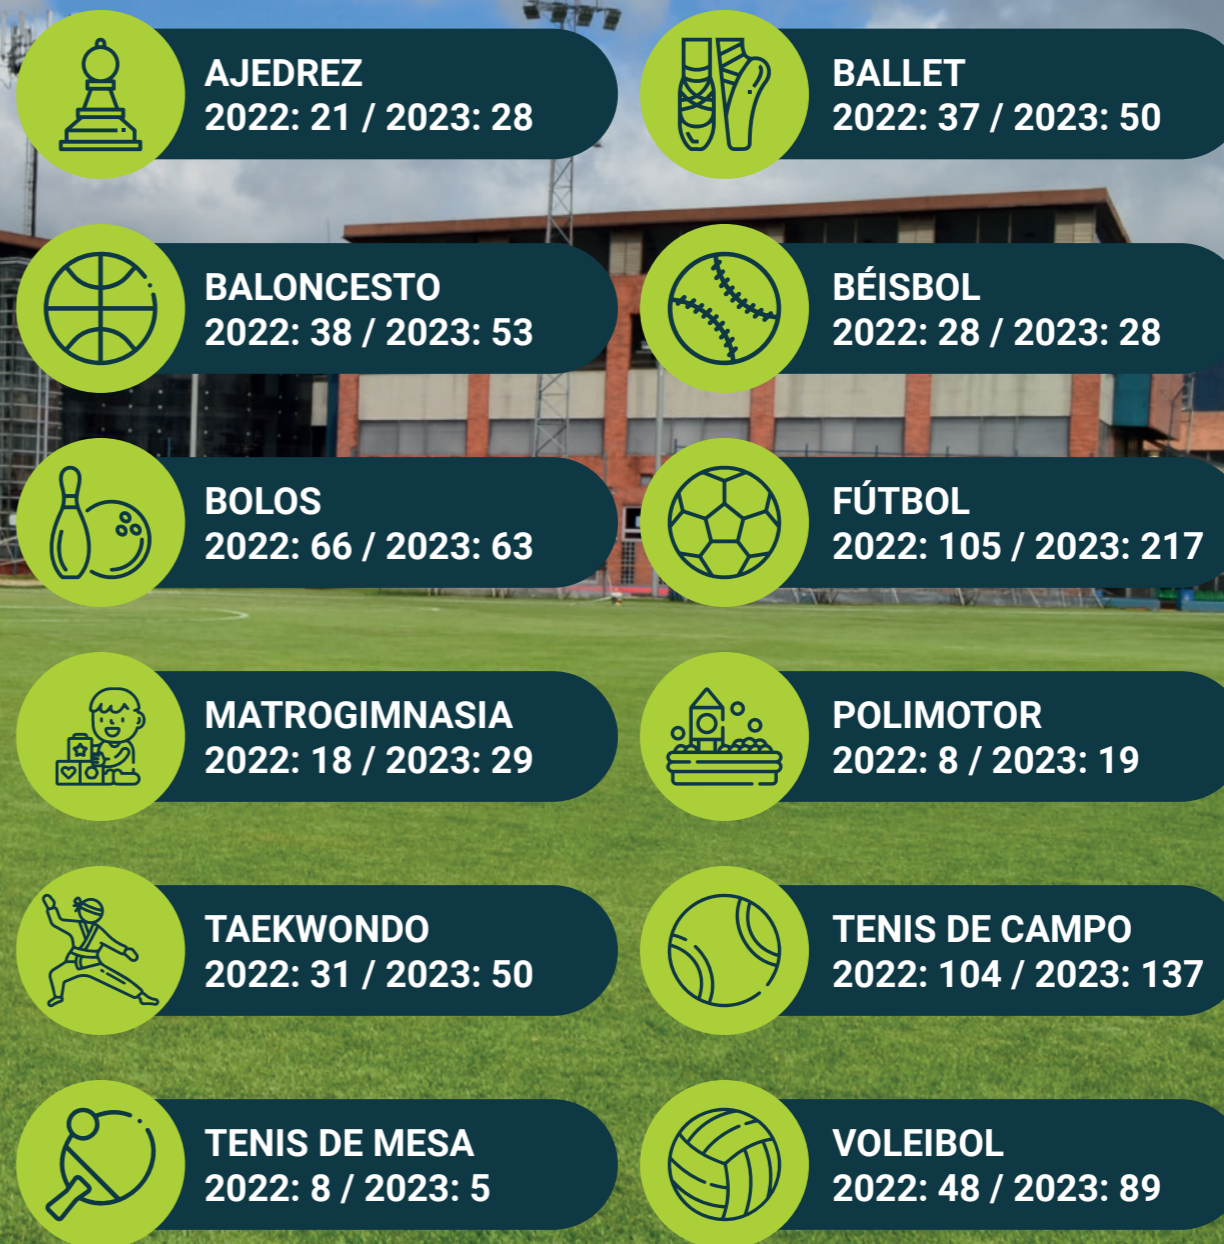 AJEDREZ
2022: 21 / 2023: 28
BALLET
2022: 37 / 2023: 50
BALONCESTO
2022: 38 / 2023: 53
BÉISBOL
2022: 28 / 2023: 28
BOLOS
2022: 66 / 2023: 63
FÚTBOL
2022: 105 / 2023: 217
MATROGIMNASIA
2022: 18 / 2023: 29
POLIMOTOR
2022: 8 / 2023: 19
TAEKWONDO
2022: 31 / 2023: 50
TENIS DE CAMPO
2022: 104 / 2023: 137
TENIS DE MESA
2022: 8 / 2023: 5
VOLEIBOL
2022: 48 / 2023: 89